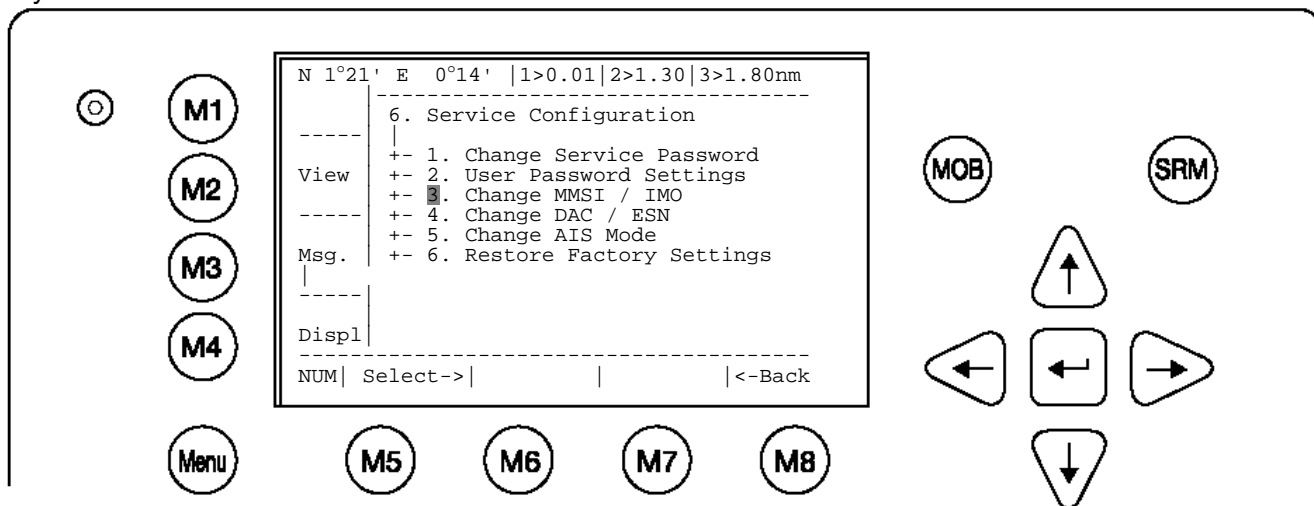 N 1°21' E 0°14' |1>0.01|2>1.30|3>1.80nm
6. Service Configuration
+- 1. Change Service Password
View +- 2. User Password Settings
+- 3. Change MMSI / IMO
+- 4. Change DAC / ESN
+- 5. Change AIS Mode
Msg. +- 6. Restore Factory Settings
Displ
NUM| Select->| | |<-Back
M1
M2
M3
M4
Menu
M5
M6
M7
M8
MOB
SRM